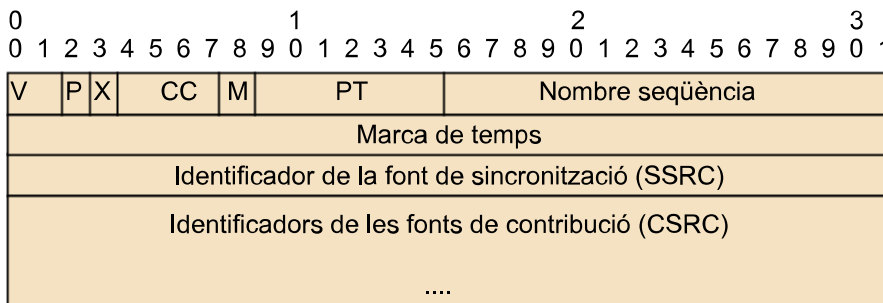 0 1 2 3
0 1 2 3 4 5 6 7 8 9 0 1 2 3 4 5 6 7 8 9 0 1 2 3 4 5 6 7 8 9 0 1
V P X CC M PT Nombre seqüència
Marca de temps
Identificador de la font de sincronització (SSRC)
Identificadors de les fonts de contribució (CSRC)
....